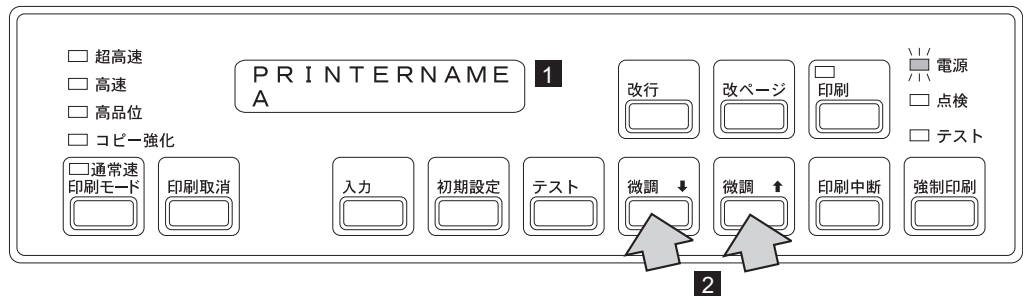 超高速
高速
高品位
コピー強化
通常速
印刷モード
印刷取消
PRINTERNAME
A
1
入力
初期設定
テスト
改行
改ページ
印刷
微調 ⬇
微調 ⬆
印刷中断
強制印刷
電源
点検
テスト
2